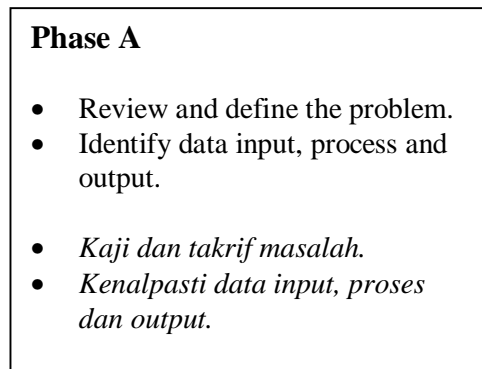 Phase A
• Review and define the problem.
• Identify data input, process and
output.
• Kaji dan takrif masalah.
• Kenalpasti data input, proses
dan output.